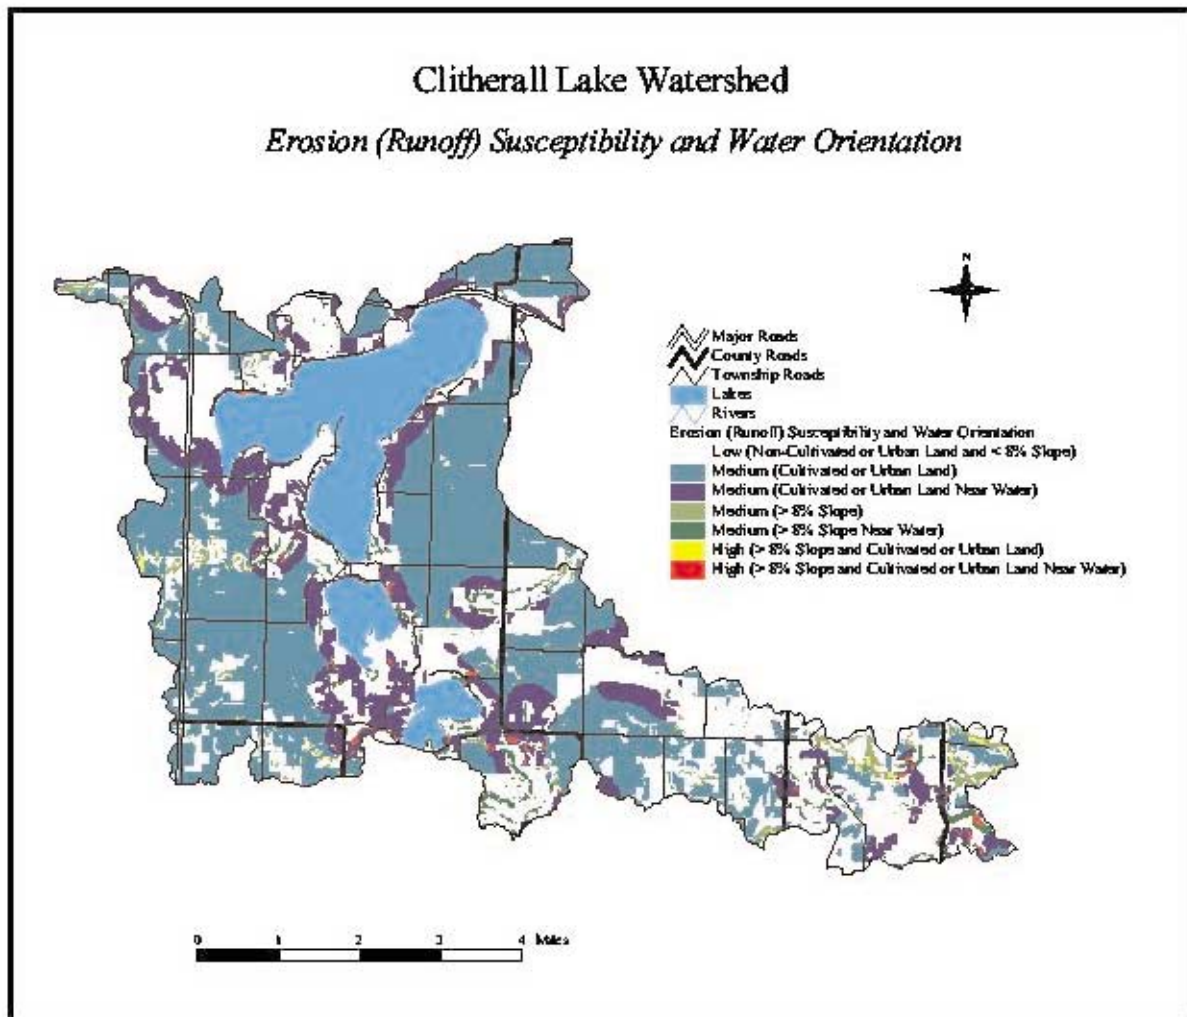 Clitherall Lake Watershed
Erosion (Runoff) Susceptibility and Water Orientation
N
Major Roads
County Roads
Township Roads
Lakes
Rivers
Erosion (Runoff) Susceptibility and Water Orientation
Low (Non-Cultivated or Urban Land and < 8% Slope)
Medium (Cultivated or Urban Land)
Medium (Cultivated or Urban Land Near Water)
Medium (> 8% Slope)
Medium (> 8% Slope Near Water)
High (> 8% Slope and Cultivated or Urban Land)
High (> 8% Slope and Cultivated or Urban Land Near Water)
0 1 2 3 4 Miles